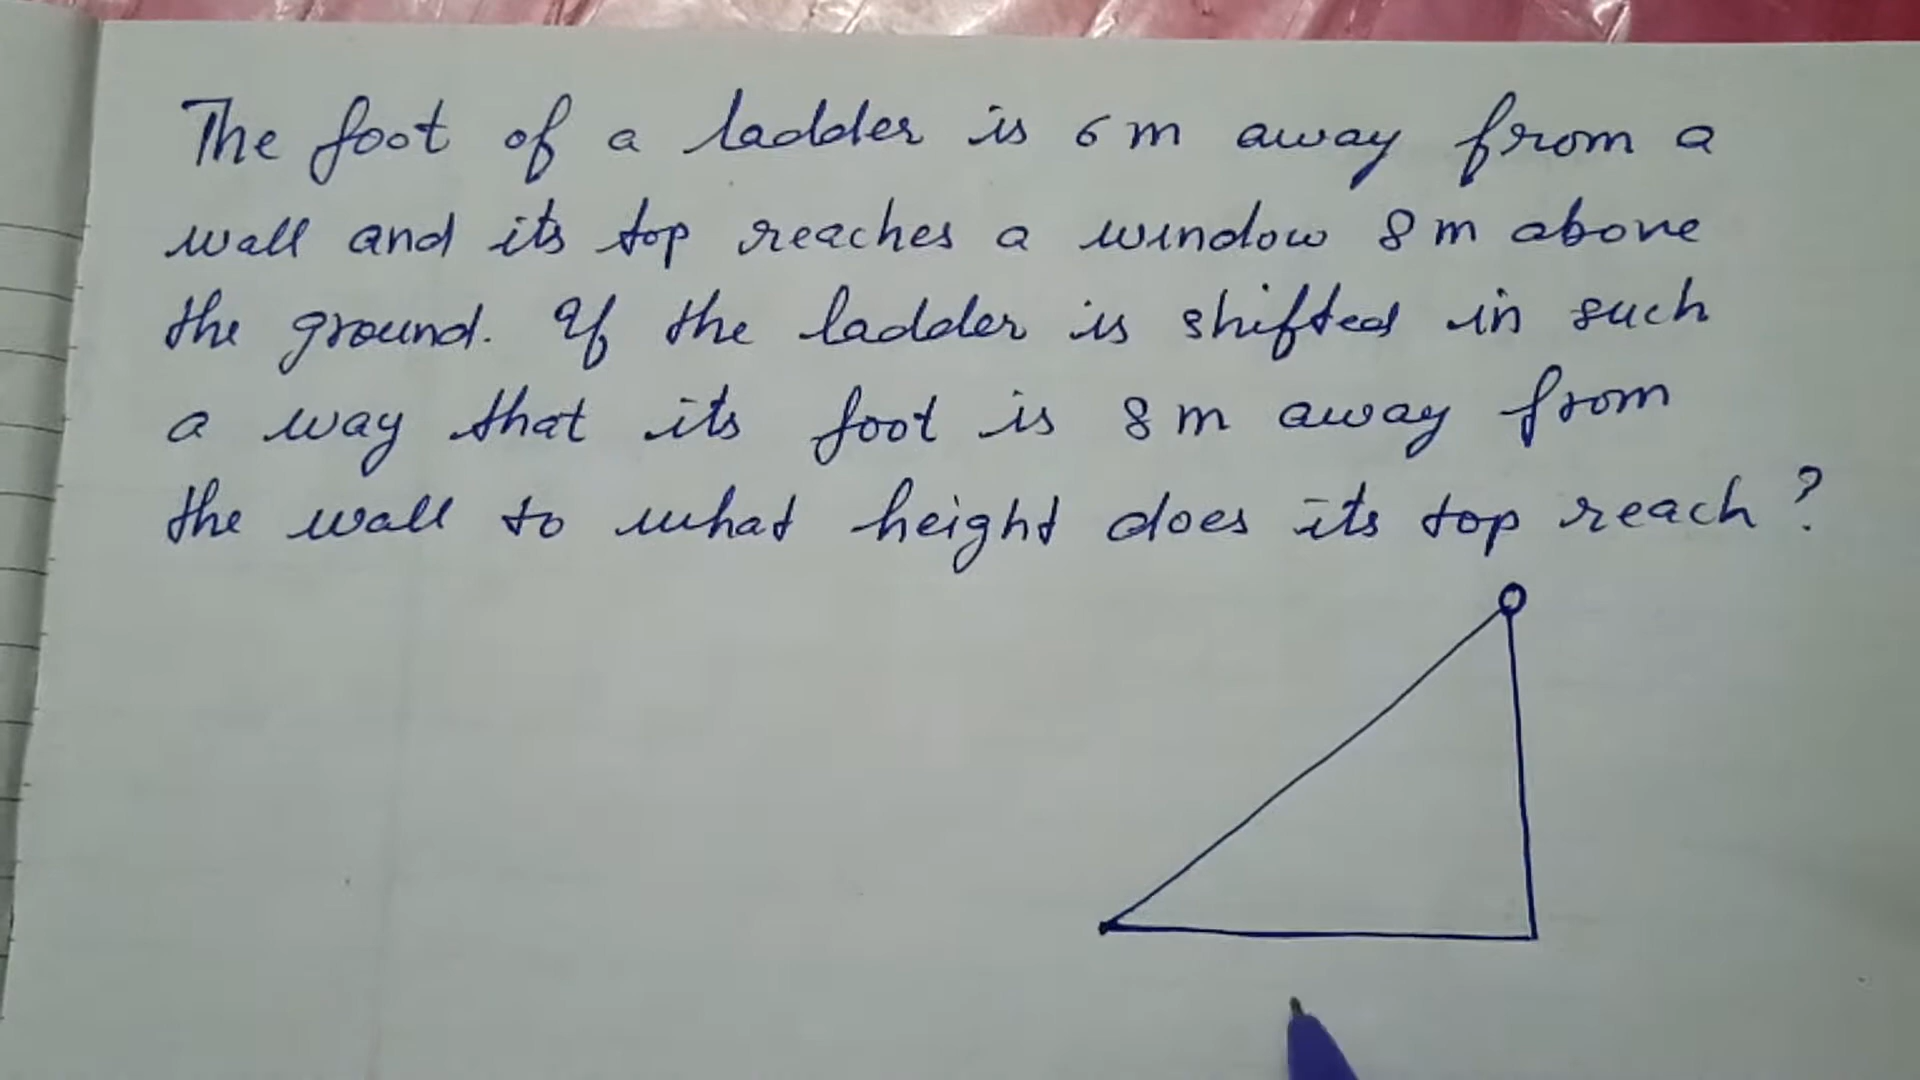 The foot of a ladder is 6 m away from a
wall and its top reaches a window 8 m above
the ground. If the ladder is shifted in such
a way that its foot is 8 m away from
the wall to what height does its top reach ?